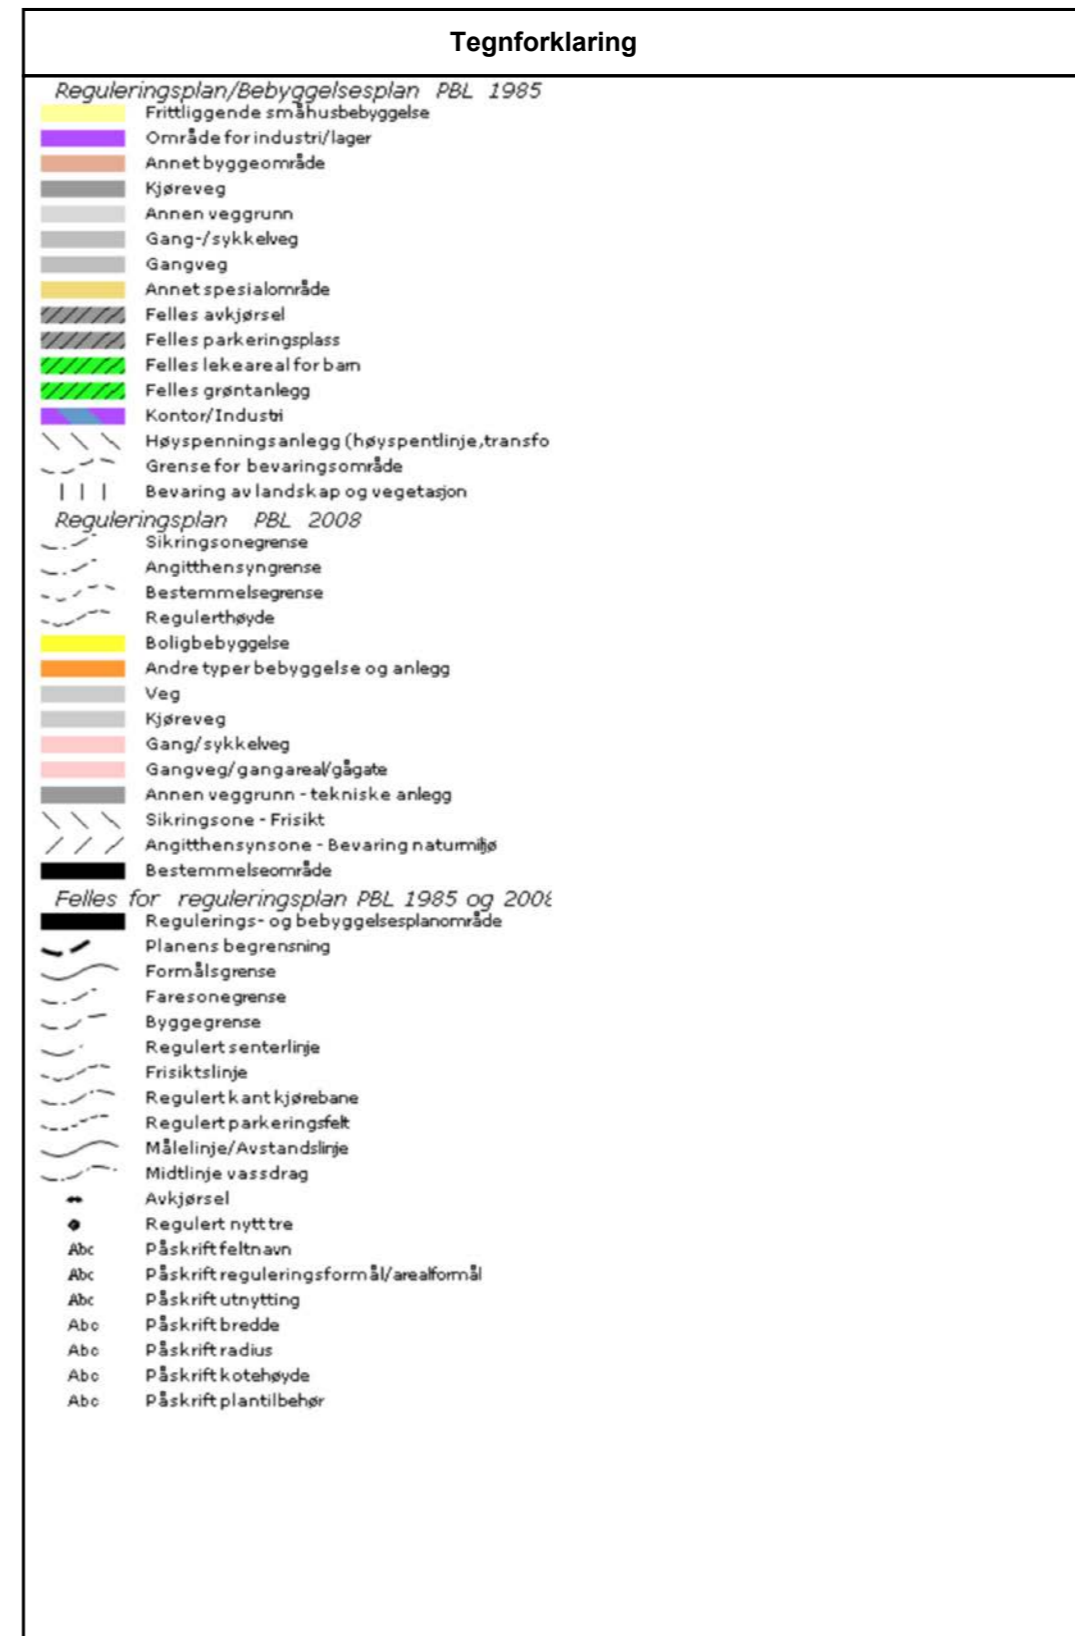 Tegnforklaring
Reguleringsplan/Bebyggelsesplan PBL 1985
Frittliggende småhusbebyggelse
Område for industri/lager
Annet byggeområde
Kjøreveg
Annen veggrunn
Gang-/sykkelveg
Gangveg
Annet spesialområde
Felles avkjørsel
Felles parkeringsplass
Felles lekeareal for barn
Felles grøntanlegg
Kontor/Industri
Høyspenningsanlegg (høyspentlinje,transfo
Grense for bevaringsområde
Bevaring av landskap og vegetasjon
Reguleringsplan PBL 2008
Sikringsonegrense
Angitthensyngrense
Bestemmelsegrense
Regulerthøyde
Boligbebyggelse
Andre typer bebyggelse og anlegg
Veg
Kjøreveg
Gang/sykkelveg
Gangveg/gangareal/gågate
Annen veggrunn - tekniske anlegg
Sikringsone - Frisikt
Angitthensynsone - Bevaring naturmiljø
Bestemmelseområde
Felles for reguleringsplan PBL 1985 og 2008
Regulerings- og bebyggelsesplanområde
Planens begrensning
Formålsgrense
Faresonegrense
Byggegrense
Regulert senterlinje
Frisiktslinje
Regulert kant kjørebane
Regulert parkeringsfelt
Målelinje/Avstandslinje
Midtlinje vassdrag
Avkjørsel
Regulert nytt tre
Abc Påskrift feltnavn
Abc Påskrift reguleringsformål/arealformål
Abc Påskrift utnytting
Abc Påskrift bredde
Abc Påskrift radius
Abc Påskrift kotehøyde
Abc Påskrift plantilbehør